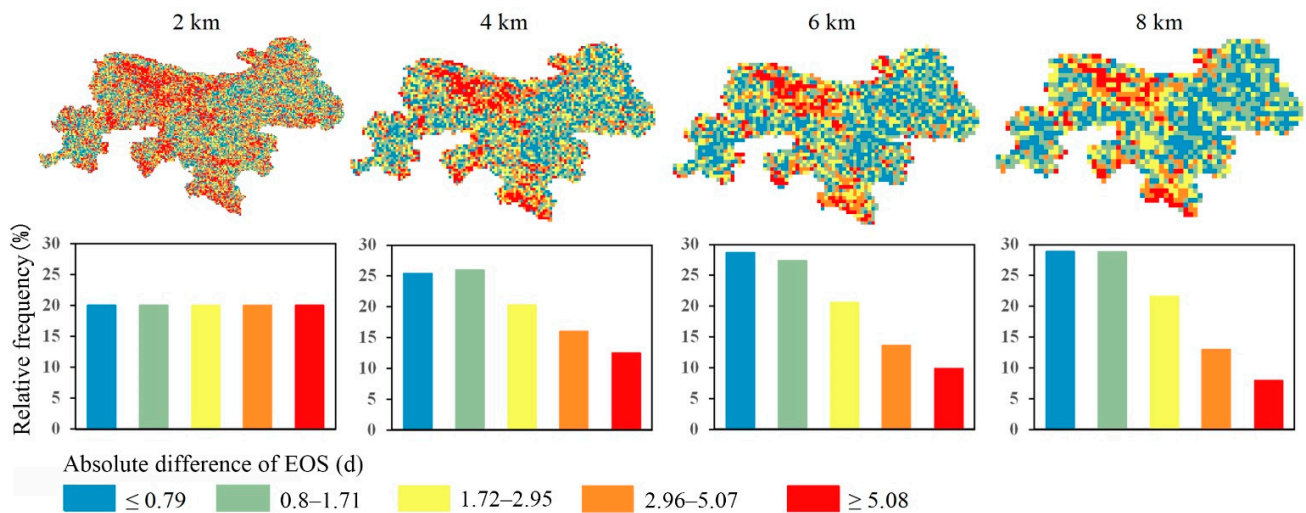 2 km 4 km 6 km 8 km
Relative frequency (%)
30 30 30 30
25 25 25 25
20 20 20 20
15 15 15 15
10 10 10 10
5 5 5 5
0 0 0 0
Absolute difference of EOS (d)
≤ 0.79 0.8–1.71 1.72–2.95 2.96–5.07 ≥ 5.08